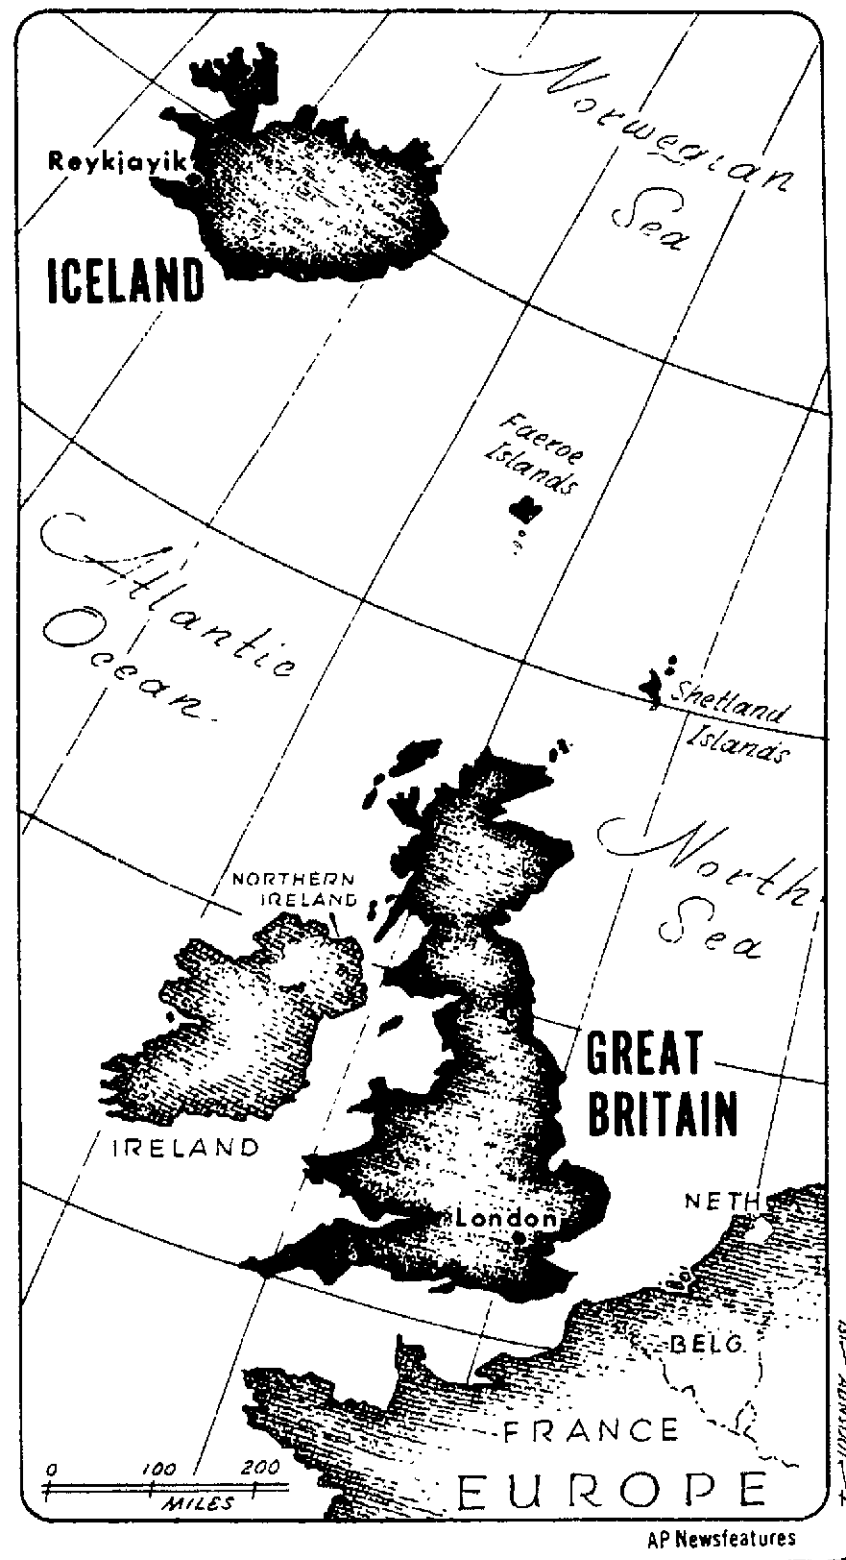 Norwegian
Sea
Reykjayik
ICELAND
Faeroe
Islands
Atlantic
Ocean
Shetland
Islands
North
Sea
NORTHERN
IRELAND
GREAT
BRITAIN
IRELAND
NETH.
London
BELG.
FRANCE
EUROPE
0 100 200
MILES
AP Newsfeatures